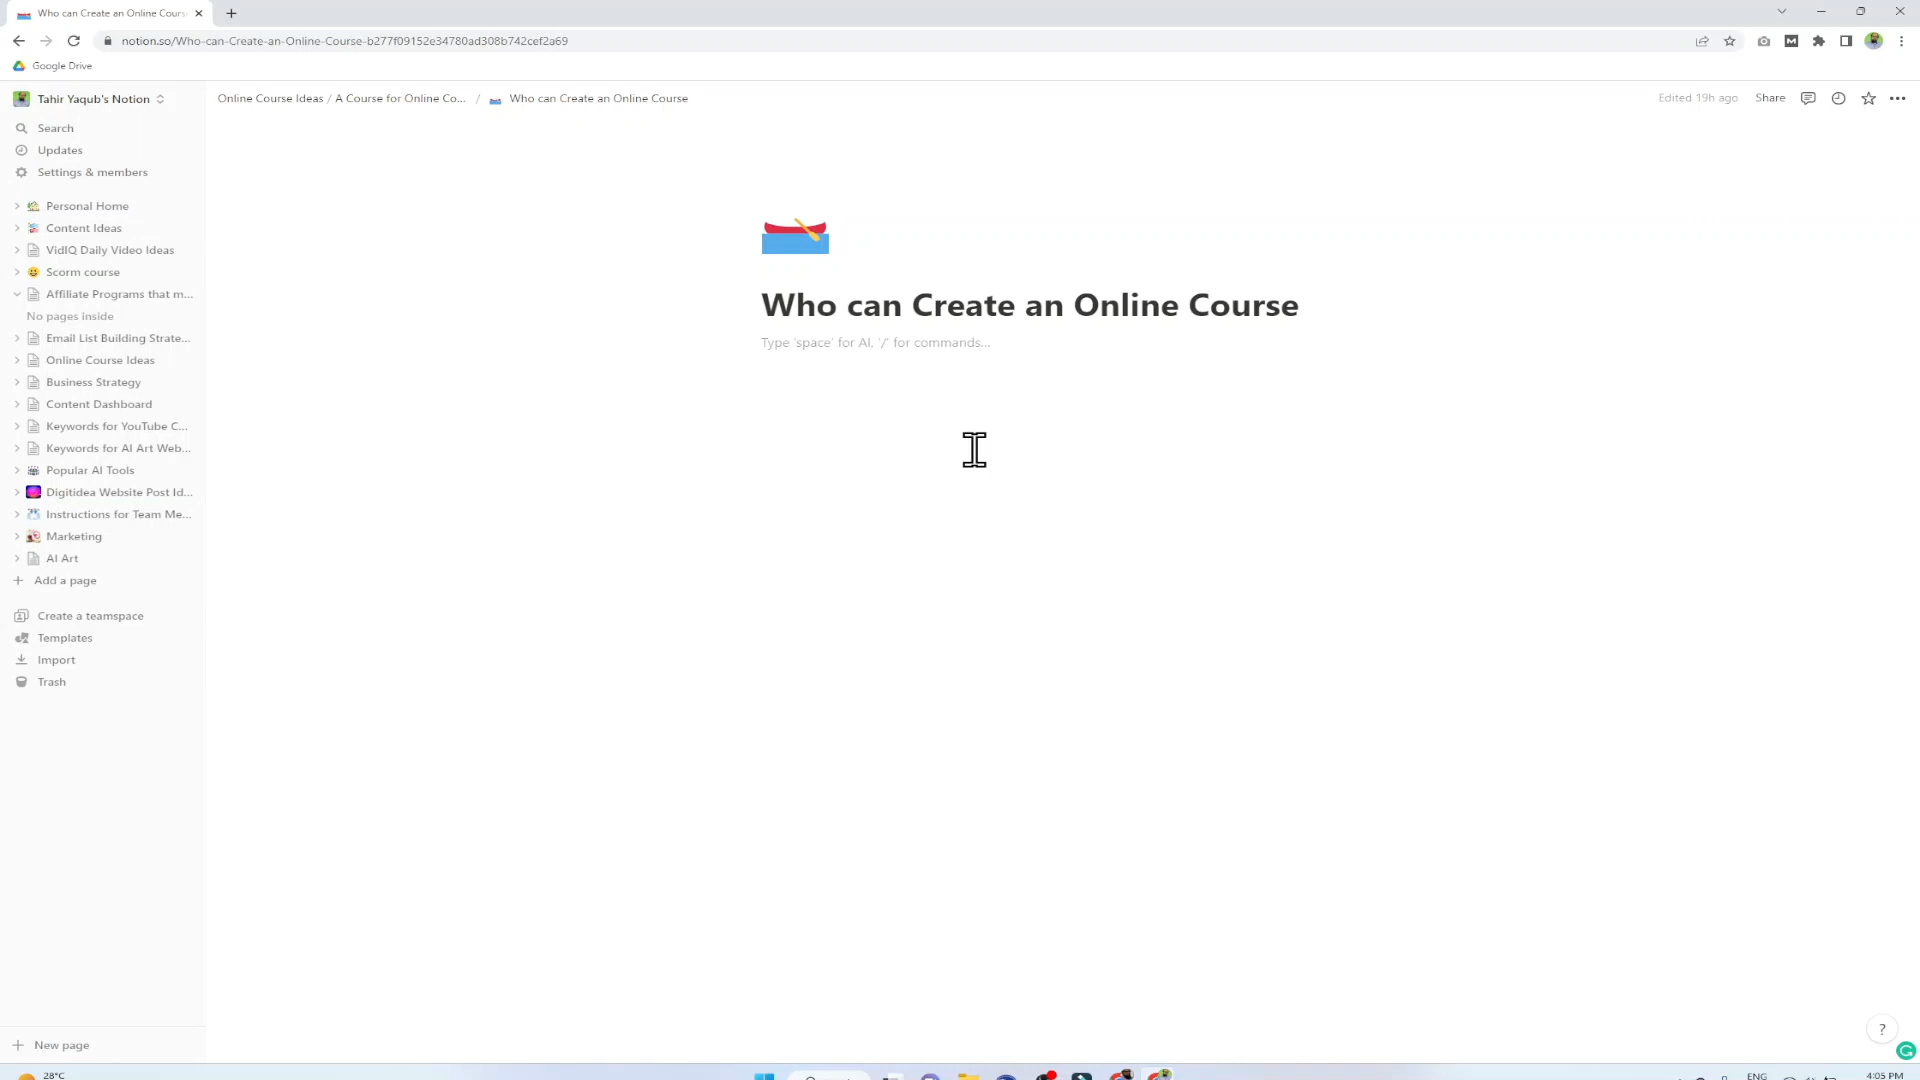 Who can Create an Online Cours
notion.so/Who-can-Create-an-Online-Course-b277f09152e34780ad308b742cef2a69
Google Drive
Tahir Yaqub's Notion
Online Course Ideas / A Course for Online Co... / Who can Create an Online Course
Edited 19h ago
Share
Search
Updates
Settings & members
Personal Home
Content Ideas
VidIQ Daily Video Ideas
Scorm course
Affiliate Programs that m...
No pages inside
Email List Building Strate...
Online Course Ideas
Business Strategy
Content Dashboard
Keywords for YouTube C...
Keywords for AI Art Web...
Popular AI Tools
Digitidea Website Post Id...
Instructions for Team Me...
Marketing
AI Art
Add a page
Create a teamspace
Templates
Import
Trash
New page
Who can Create an Online Course
Type 'space' for AI, '/' for commands...
?
28°C
ENG
4:05 PM